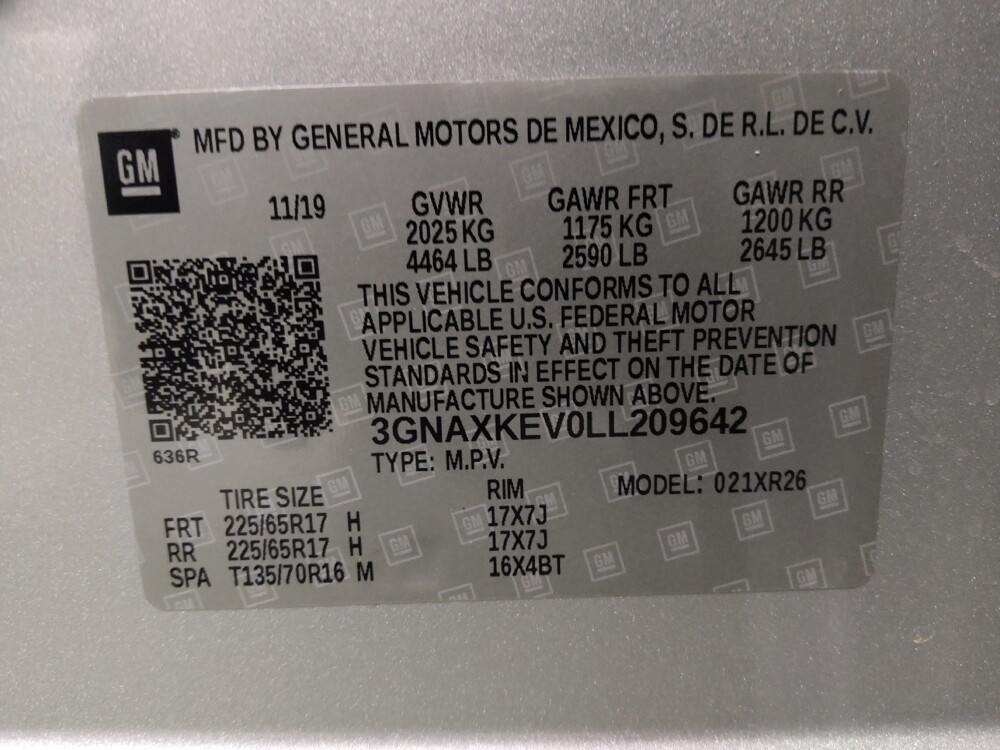 GM
MFD BY GENERAL MOTORS DE MEXICO, S. DE R.L. DE C.V.
11/19
GVWR GAWR FRT GAWR RR
2025 KG 1175 KG 1200 KG
4464 LB 2590 LB 2645 LB
THIS VEHICLE CONFORMS TO ALL
APPLICABLE U.S. FEDERAL MOTOR
VEHICLE SAFETY AND THEFT PREVENTION
STANDARDS IN EFFECT ON THE DATE OF
MANUFACTURE SHOWN ABOVE.
3GNAXKEV0LL209642
636R
TYPE: M.P.V.
MODEL: 021XR26
TIRE SIZE RIM
FRT 225/65R17 H 17X7J
RR 225/65R17 H 17X7J
SPA T135/70R16 M 16X4BT